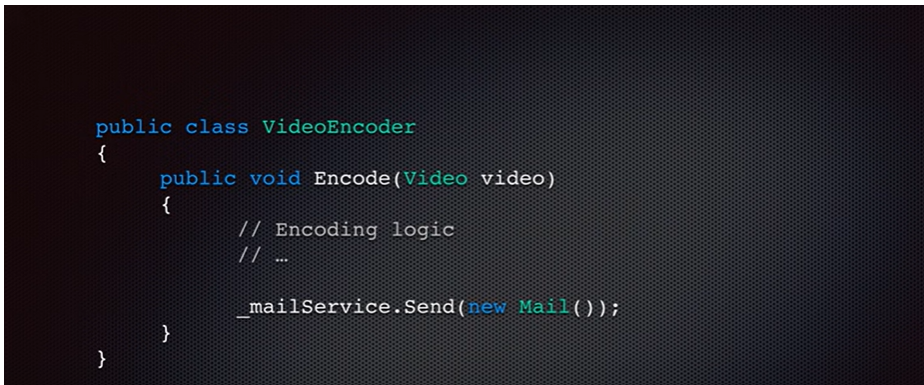 public class VideoEncoder
{
public void Encode(Video video)
{
// Encoding logic
// …
_mailService.Send(new Mail());
}
}